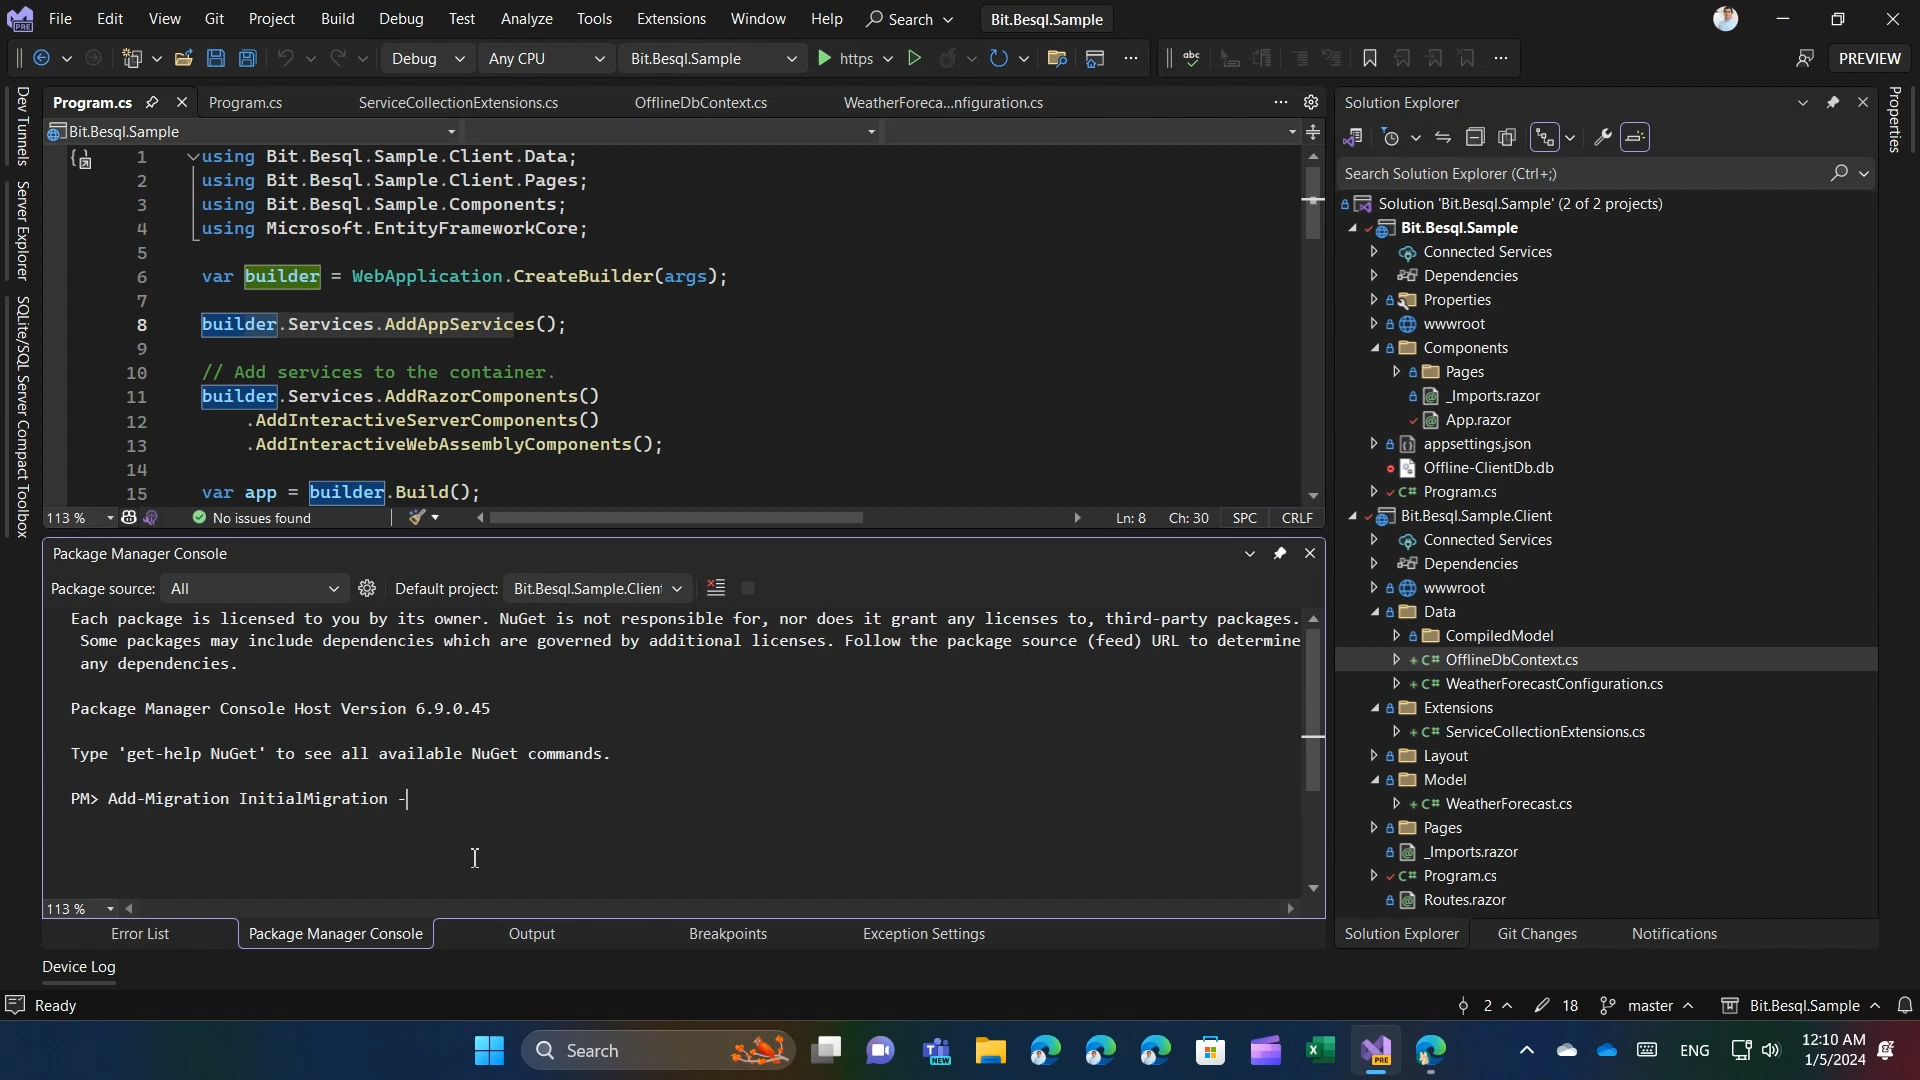 File Edit View Git Project Build Debug Test Analyze Tools Extensions Window Help Search Bit.Besql.Sample
PRE
Debug Any CPU Bit.Besql.Sample https abc PREVIEW
Dev Tunnels
Server Explorer
SQLite/SQL Server Compact Toolbox
Program.cs Program.cs ServiceCollectionExtensions.cs OfflineDbContext.cs WeatherForeca...nfiguration.cs
Bit.Besql.Sample
1 using Bit.Besql.Sample.Client.Data;
2 using Bit.Besql.Sample.Client.Pages;
3 using Bit.Besql.Sample.Components;
4 using Microsoft.EntityFrameworkCore;
5
6 var builder = WebApplication.CreateBuilder(args);
7
8 builder.Services.AddAppServices();
9
10 // Add services to the container.
11 builder.Services.AddRazorComponents()
12 .AddInteractiveServerComponents()
13 .AddInteractiveWebAssemblyComponents();
14
15 var app = builder.Build();
113 % No issues found Ln: 8 Ch: 30 SPC CRLF
Package Manager Console
Package source: All Default project: Bit.Besql.Sample.Client
Each package is licensed to you by its owner. NuGet is not responsible for, nor does it grant any licenses to, third-party packages.
Some packages may include dependencies which are governed by additional licenses. Follow the package source (feed) URL to determine
any dependencies.
Package Manager Console Host Version 6.9.0.45
Type 'get-help NuGet' to see all available NuGet commands.
PM> Add-Migration InitialMigration -
113 %
Error List Package Manager Console Output Breakpoints Exception Settings
Device Log
Solution Explorer
Search Solution Explorer (Ctrl+;)
Solution 'Bit.Besql.Sample' (2 of 2 projects)
Bit.Besql.Sample
Connected Services
Dependencies
Properties
wwwroot
Components
Pages
_Imports.razor
App.razor
appsettings.json
Offline-ClientDb.db
C# Program.cs
Bit.Besql.Sample.Client
Connected Services
Dependencies
wwwroot
Data
CompiledModel
C# OfflineDbContext.cs
C# WeatherForecastConfiguration.cs
Extensions
C# ServiceCollectionExtensions.cs
Layout
Model
C# WeatherForecast.cs
Pages
_Imports.razor
C# Program.cs
Routes.razor
Solution Explorer Git Changes Notifications
Properties
Ready 2 18 master Bit.Besql.Sample
Search NEW PRE ENG 12:10 AM
1/5/2024